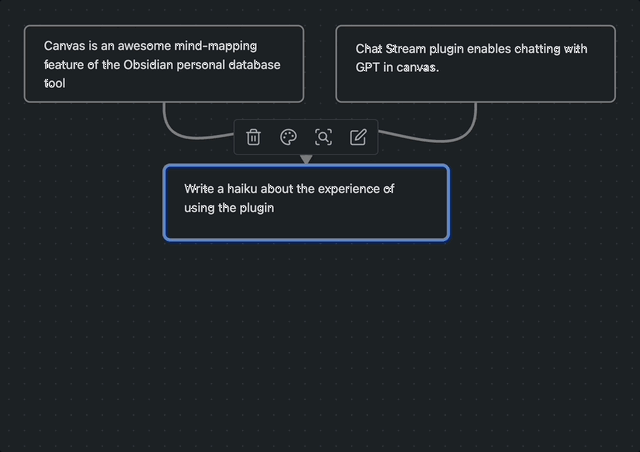 Canvas is an awesome mind-mapping
feature of the Obsidian personal database
tool
Chat Stream plugin enables chatting with
GPT in canvas.
Write a haiku about the experience of
using the plugin